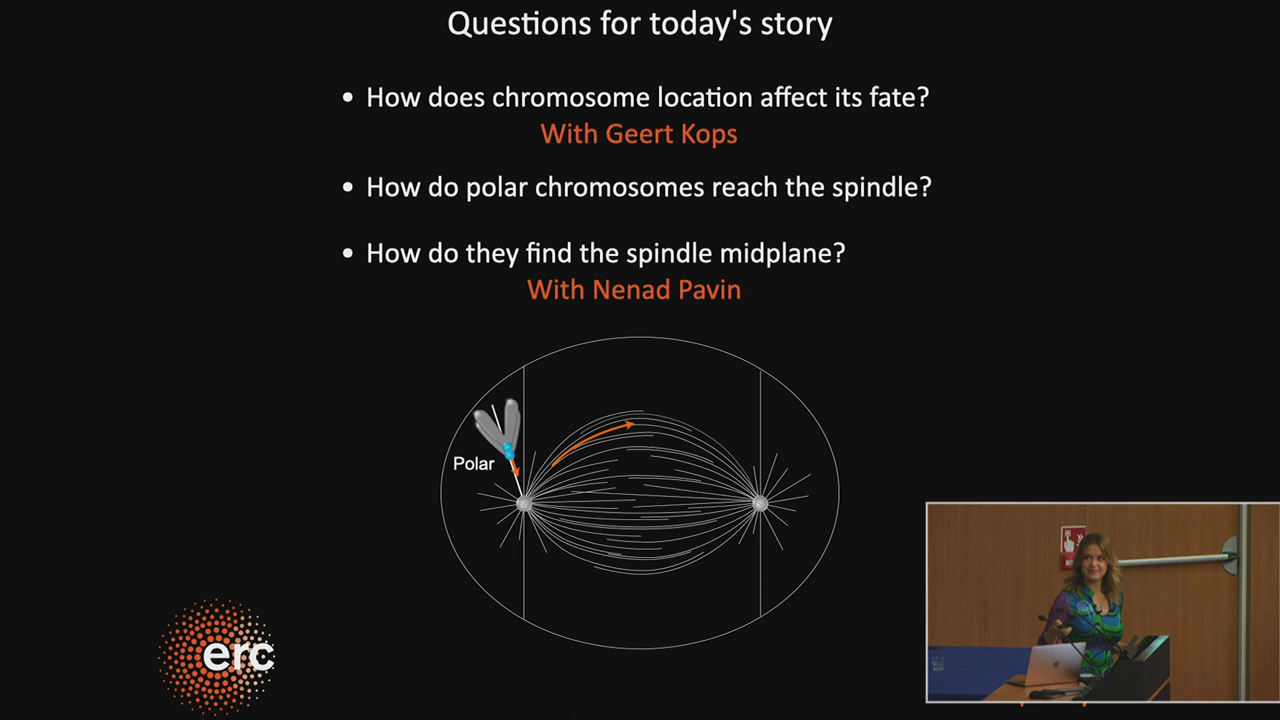 Questions for today's story
• How does chromosome location affect its fate?
With Geert Kops
• How do polar chromosomes reach the spindle?
• How do they find the spindle midplane?
With Nenad Pavin
Polar
erc